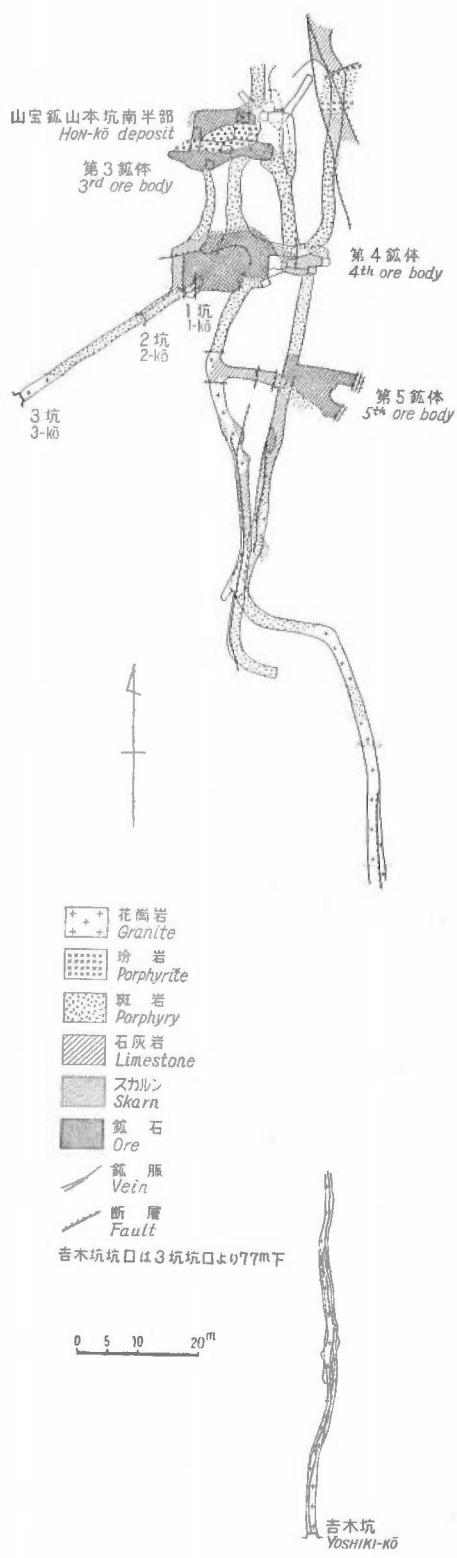 山宝鉱山本坑南半部
HON-kō deposit
第3鉱体
3rd ore body
第4鉱体
4th ore body
1坑
1-kō
2坑
2-kō
3坑
3-kō
第5鉱体
5th ore body
花崗岩
Granite
玢岩
Porphyrite
斑岩
Porphyry
石灰岩
Limestone
スカルン
Skarn
鉱石
Ore
鉱脈
Vein
断層
Fault
吉木坑坑口は3坑坑口より77m下
0 5 10 20m
吉木坑
YOSHIKI-KŌ